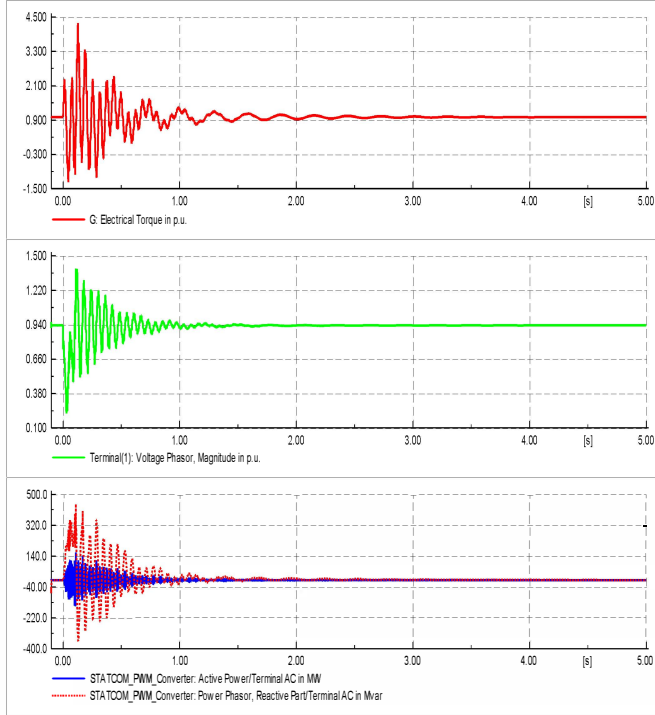 4.500
3.300
2.100
0.900
-0.300
-1.500
0.00 1.00 2.00 3.00 4.00 [s] 5.00
G: Electrical Torque in p.u.
1.500
1.220
0.940
0.660
0.380
0.100
0.00 1.00 2.00 3.00 4.00 [s] 5.00
Terminal(1): Voltage Phasor, Magnitude in p.u.
500.0
320.0
140.0
-40.00
-220.0
-400.0
0.00 1.00 2.00 3.00 4.00 [s] 5.00
STATCOM_PWM_Converter: Active Power/Terminal AC in MW
STATCOM_PWM_Converter: Power Phasor, Reactive Part/Terminal AC in Mvar